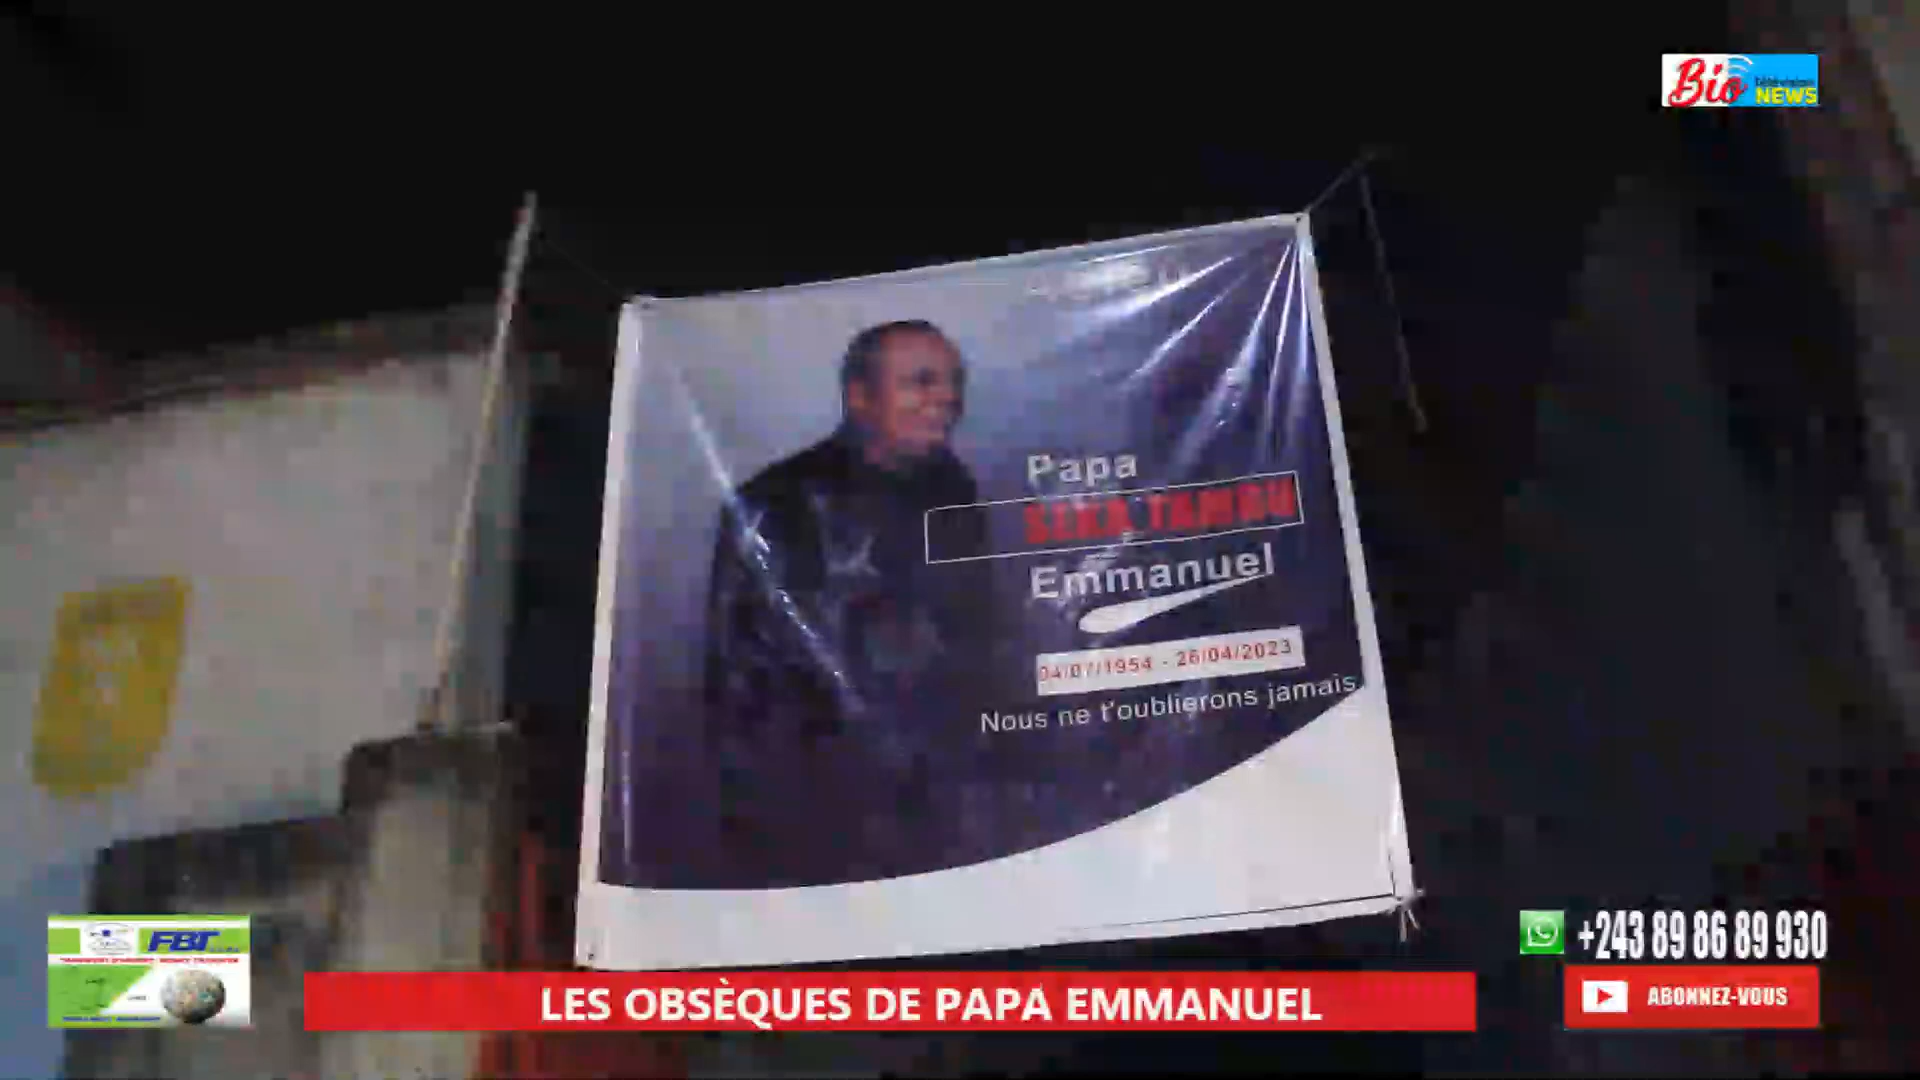 Bio
télévision
NEWS
Papa
SEKA TAMBU
Emmanuel
04/07/1954 - 26/04/2023
Nous ne t'oublierons jamais
FBT
LES OBSÈQUES DE PAPA EMMANUEL
+243 89 86 89 930
ABONNEZ-VOUS